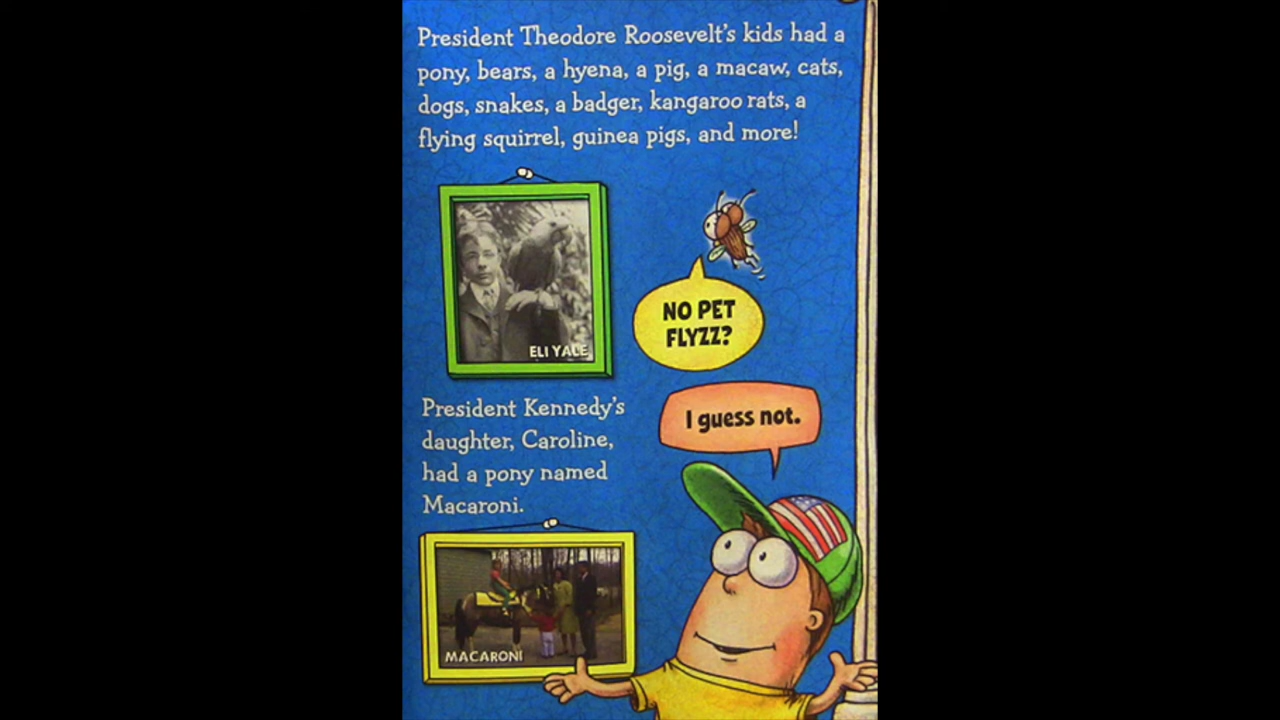 President Theodore Roosevelt's kids had a
pony, bears, a hyena, a pig, a macaw, cats,
dogs, snakes, a badger, kangaroo rats, a
flying squirrel, guinea pigs, and more!
ELI YALE
NO PET
FLYZZ?
I guess not.
President Kennedy's
daughter, Caroline,
had a pony named
Macaroni.
MACARONI